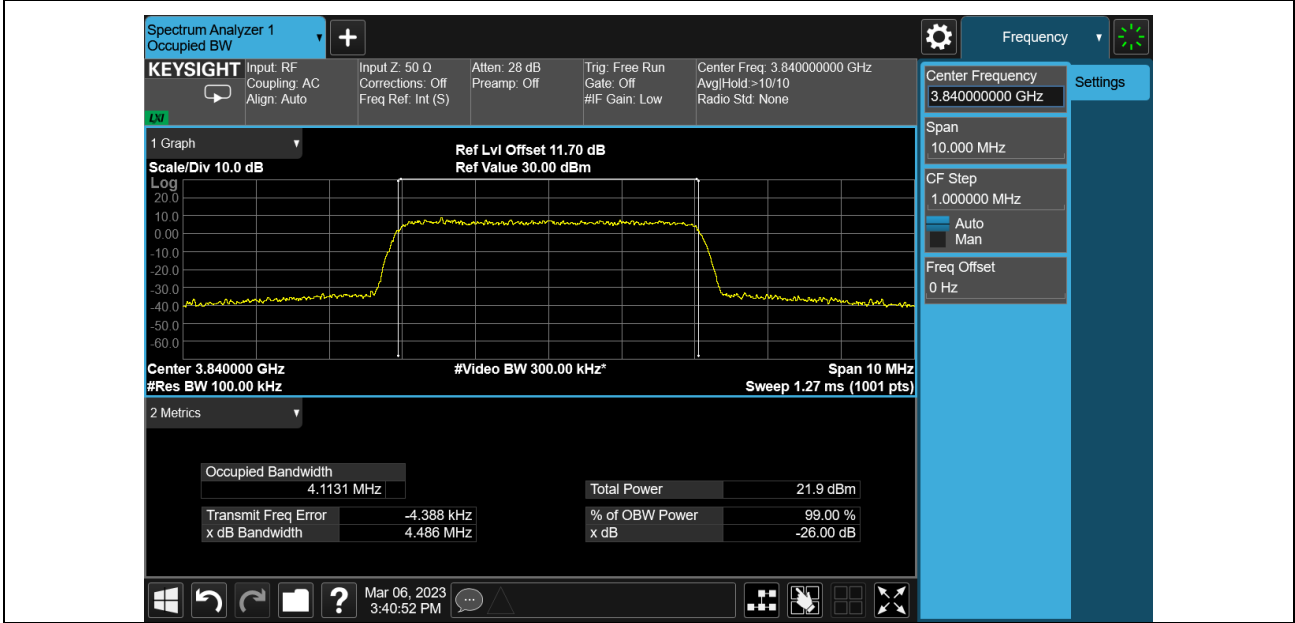 Spectrum Analyzer 1
Occupied BW
Frequency
KEYSIGHT
LXI
Input: RF
Coupling: AC
Align: Auto
Input Z: 50 Ω
Corrections: Off
Freq Ref: Int (S)
Atten: 28 dB
Preamp: Off
Trig: Free Run
Gate: Off
#IF Gain: Low
Center Freq: 3.840000000 GHz
Avg|Hold:>10/10
Radio Std: None
Center Frequency
3.840000000 GHz
Settings
Span
10.000 MHz
CF Step
1.000000 MHz
Auto
Man
Freq Offset
0 Hz
1 Graph
Scale/Div 10.0 dB
Ref Lvl Offset 11.70 dB
Ref Value 30.00 dBm
Log
20.0
10.0
0.00
-10.0
-20.0
-30.0
-40.0
-50.0
-60.0
Center 3.840000 GHz
#Video BW 300.00 kHz*
Span 10 MHz
#Res BW 100.00 kHz
Sweep 1.27 ms (1001 pts)
2 Metrics
Occupied Bandwidth
4.1131 MHz
Total Power 21.9 dBm
Transmit Freq Error -4.388 kHz
% of OBW Power 99.00 %
x dB Bandwidth 4.486 MHz
x dB -26.00 dB
?
Mar 06, 2023
3:40:52 PM